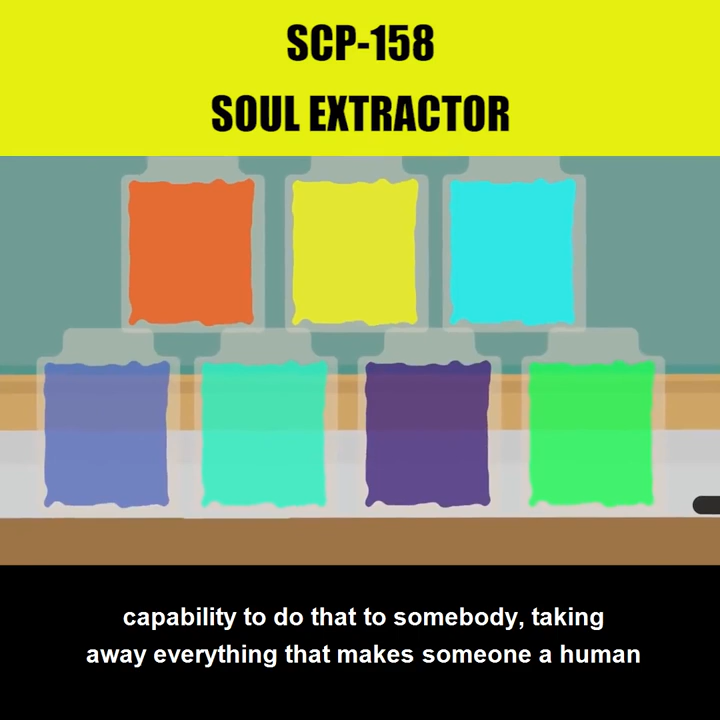 SCP-158
SOUL EXTRACTOR
capability to do that to somebody, taking
away everything that makes someone a human